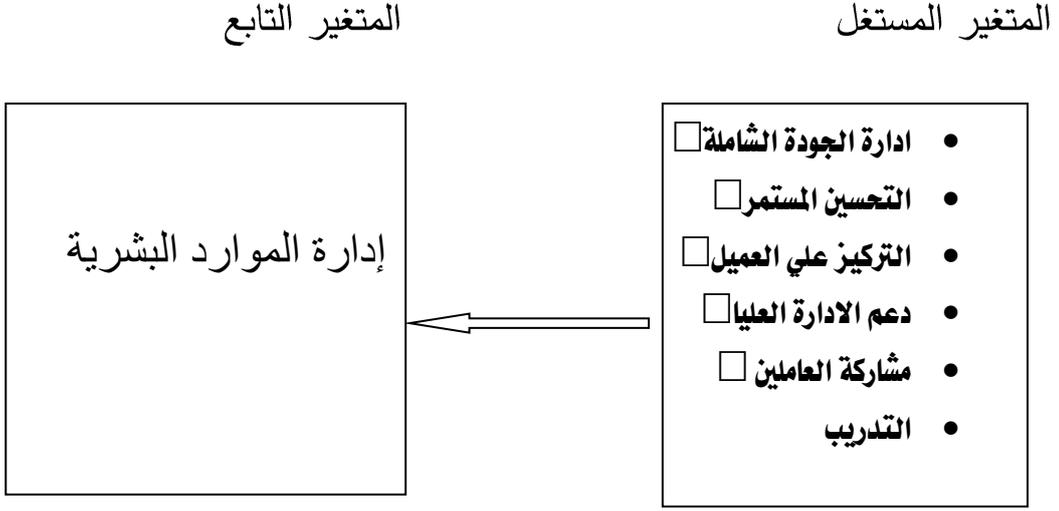 المتغير المستغل
المتغير التابع
• ادارة الجودة الشاملة
• التحسين المستمر
• التركيز علي العميل
• دعم الادارة العليا
• مشاركة العاملين
• التدريب
إدارة الموارد البشرية